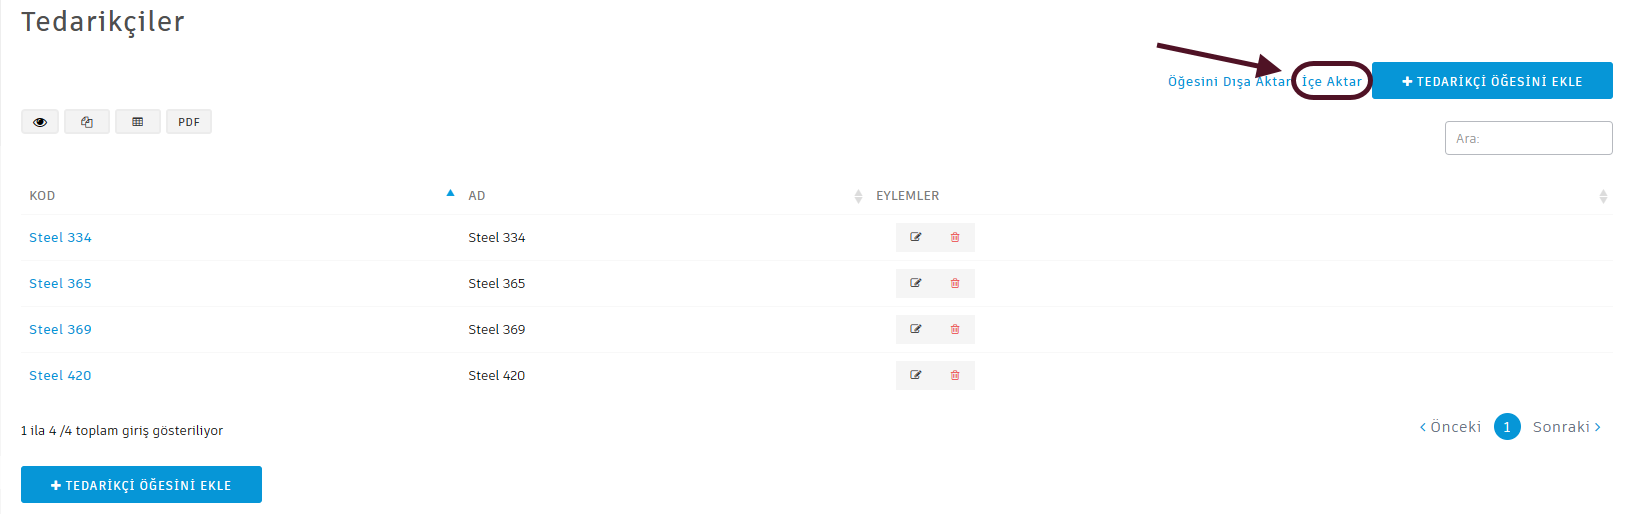 Tedarikçiler
Öğesini Dışa Aktar İçe Aktar TEDARİKÇİ ÖĞESİNİ EKLE
PDF
Ara:
KOD AD EYLEMLER
Steel 334 Steel 334
Steel 365 Steel 365
Steel 369 Steel 369
Steel 420 Steel 420
1 ila 4 /4 toplam giriş gösteriliyor
Önceki 1 Sonraki
TEDARİKÇİ ÖĞESİNİ EKLE